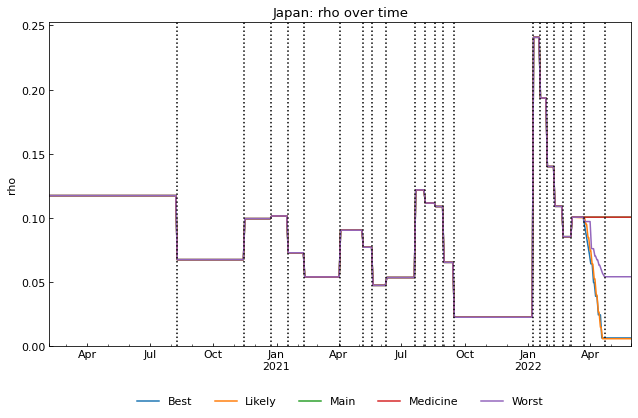 Japan: rho over time
rho
0.25
0.20
0.15
0.10
0.05
0.00
Apr Jul Oct Jan Apr Jul Oct Jan Apr
2021 2022
Best Likely Main Medicine Worst